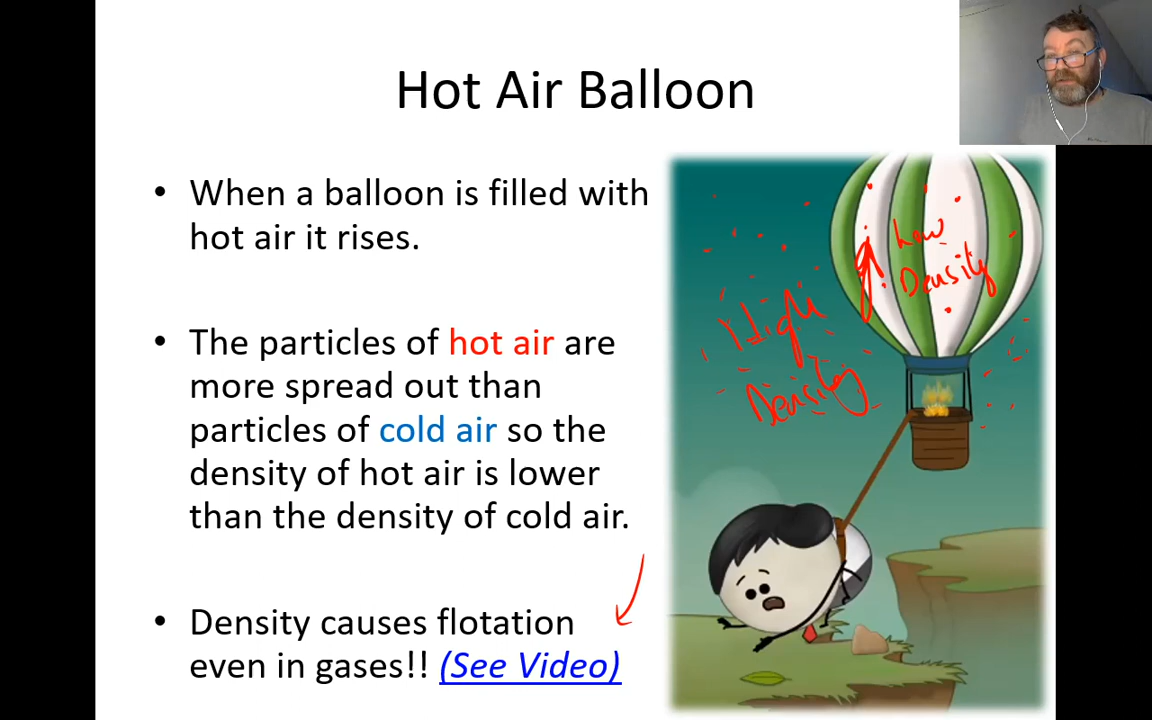 Hot Air Balloon
• When a balloon is filled with
hot air it rises.
• The particles of hot air are
more spread out than
particles of cold air so the
density of hot air is lower
than the density of cold air.
• Density causes flotation
even in gases!! (See Video)
Low
Density
High
Density